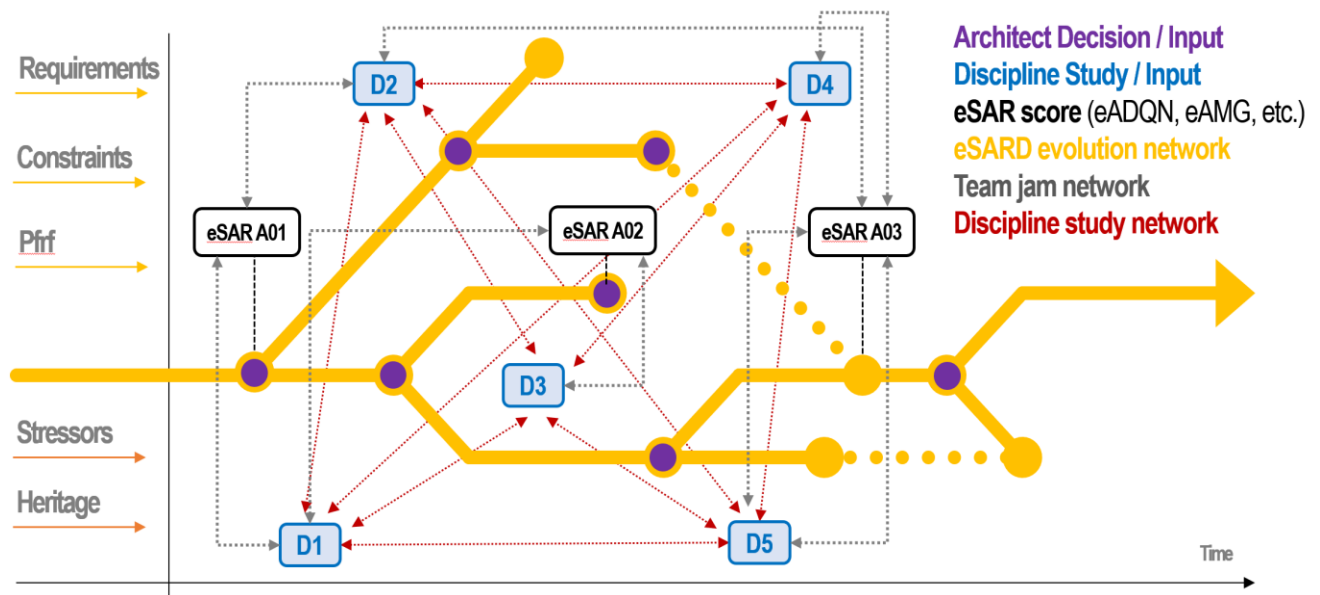 Architect Decision / Input
Discipline Study / Input
eSAR score (eADQN, eAMG, etc.)
eSARD evolution network
Team jam network
Discipline study network
Requirements
Constraints
Pfrf
Stressors
Heritage
D2
D4
eSAR A01
eSAR A02
eSAR A03
D3
D1
D5
Time